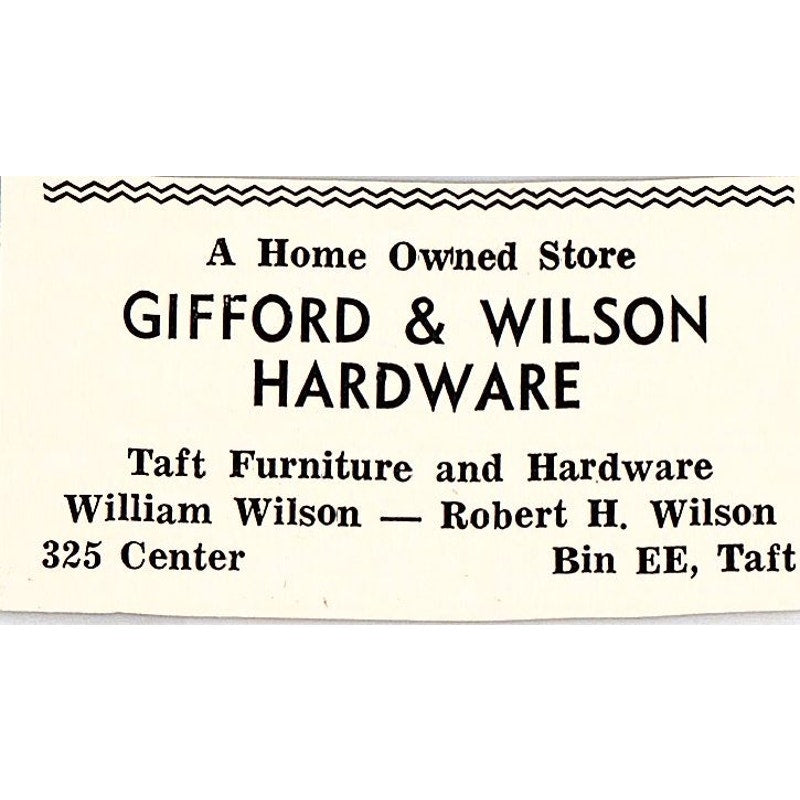 A Home Owned Store
GIFFORD & WILSON
HARDWARE
Taft Furniture and Hardware
William Wilson — Robert H. Wilson
325 Center Bin EE, Taft